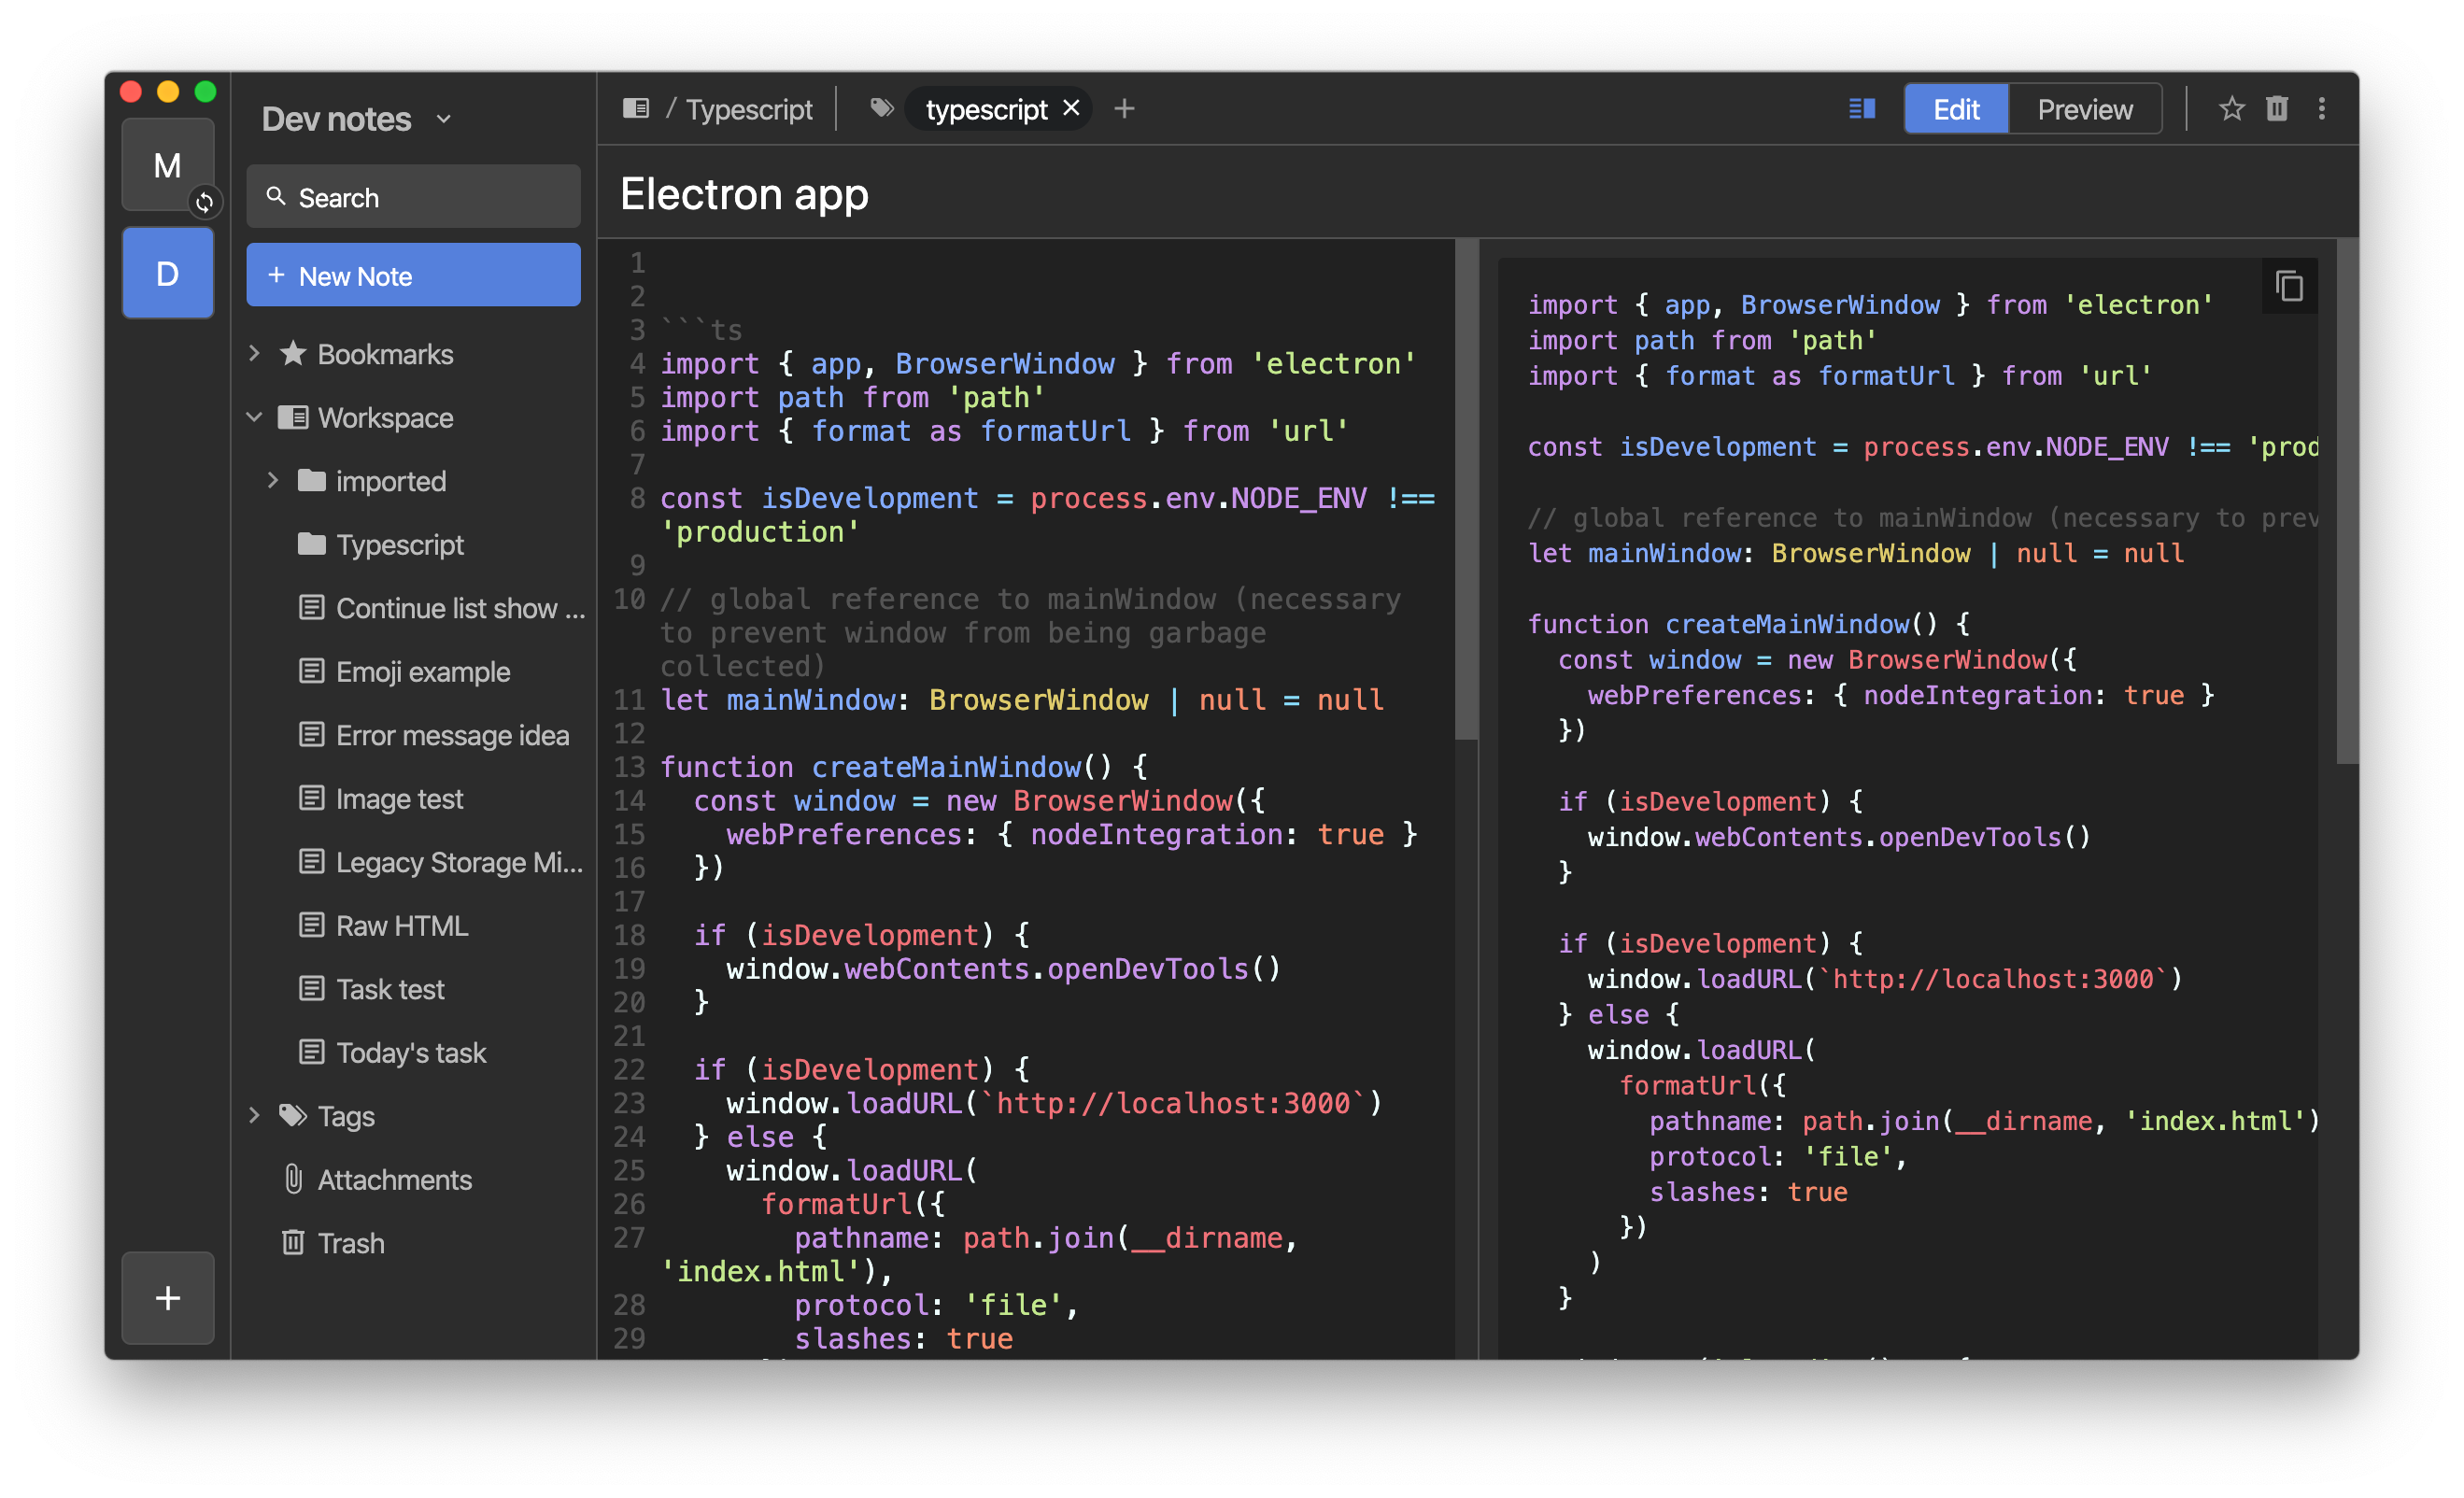 M
D
+
Dev notes
Search
+ New Note
Bookmarks
Workspace
imported
Typescript
Continue list show ...
Emoji example
Error message idea
Image test
Legacy Storage Mi...
Raw HTML
Task test
Today's task
Tags
Attachments
Trash
/ Typescript
typescript × +
Edit
Preview
Electron app
1
2
3 ```ts
4 import { app, BrowserWindow } from 'electron'
5 import path from 'path'
6 import { format as formatUrl } from 'url'
7
8 const isDevelopment = process.env.NODE_ENV !==
'production'
9
10 // global reference to mainWindow (necessary
to prevent window from being garbage
collected)
11 let mainWindow: BrowserWindow | null = null
12
13 function createMainWindow() {
14   const window = new BrowserWindow({
15     webPreferences: { nodeIntegration: true }
16   })
17
18   if (isDevelopment) {
19     window.webContents.openDevTools()
20   }
21
22   if (isDevelopment) {
23     window.loadURL(`http://localhost:3000`)
24   } else {
25     window.loadURL(
26       formatUrl({
27         pathname: path.join(__dirname,
'index.html'),
28         protocol: 'file',
29         slashes: true
import { app, BrowserWindow } from 'electron'
import path from 'path'
import { format as formatUrl } from 'url'
const isDevelopment = process.env.NODE_ENV !== 'prod
// global reference to mainWindow (necessary to prev
let mainWindow: BrowserWindow | null = null
function createMainWindow() {
  const window = new BrowserWindow({
    webPreferences: { nodeIntegration: true }
  })
  if (isDevelopment) {
    window.webContents.openDevTools()
  }
  if (isDevelopment) {
    window.loadURL(`http://localhost:3000`)
  } else {
    window.loadURL(
      formatUrl({
        pathname: path.join(__dirname, 'index.html')
        protocol: 'file',
        slashes: true
      })
    )
  }